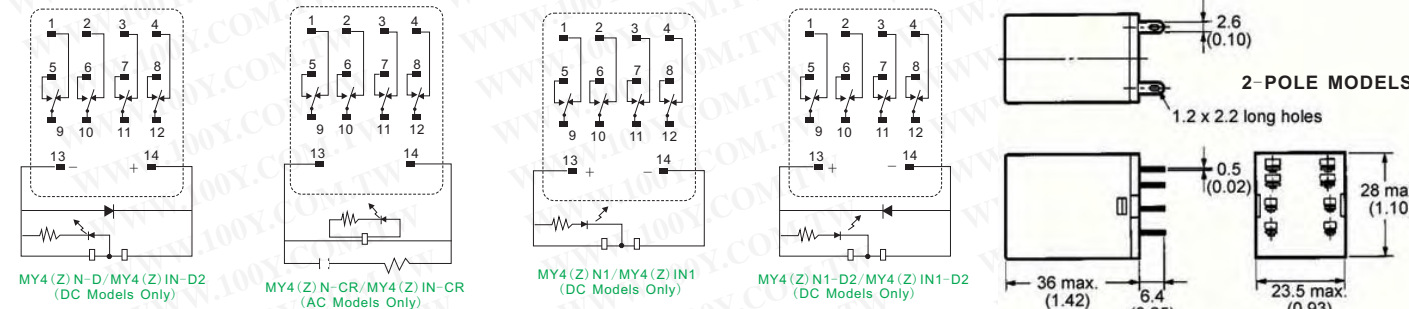 1 2 3 4
5 6 7 8
9 10 11 12
13 - + 14
MY4(Z)N-D/MY4(Z)IN-D2
(DC Models Only)
1 2 3 4
5 6 7 8
9 10 11 12
13 14
MY4(Z)N-CR/MY4(Z)IN-CR
(AC Models Only)
1 2 3 4
5 6 7 8
9 10 11 12
13 + - 14
MY4(Z)N1/MY4(Z)IN1
(DC Models Only)
1 2 3 4
5 6 7 8
9 10 11 12
13 + - 14
MY4(Z)N1-D2/MY4(Z)IN1-D2
(DC Models Only)
2.6
(0.10)
2-POLE MODELS
1.2 x 2.2 long holes
0.5
(0.02)
28 ma
(1.10
36 max.
(1.42)
6.4
23.5 max.
(0.93)
WWW.100Y.COM.TW